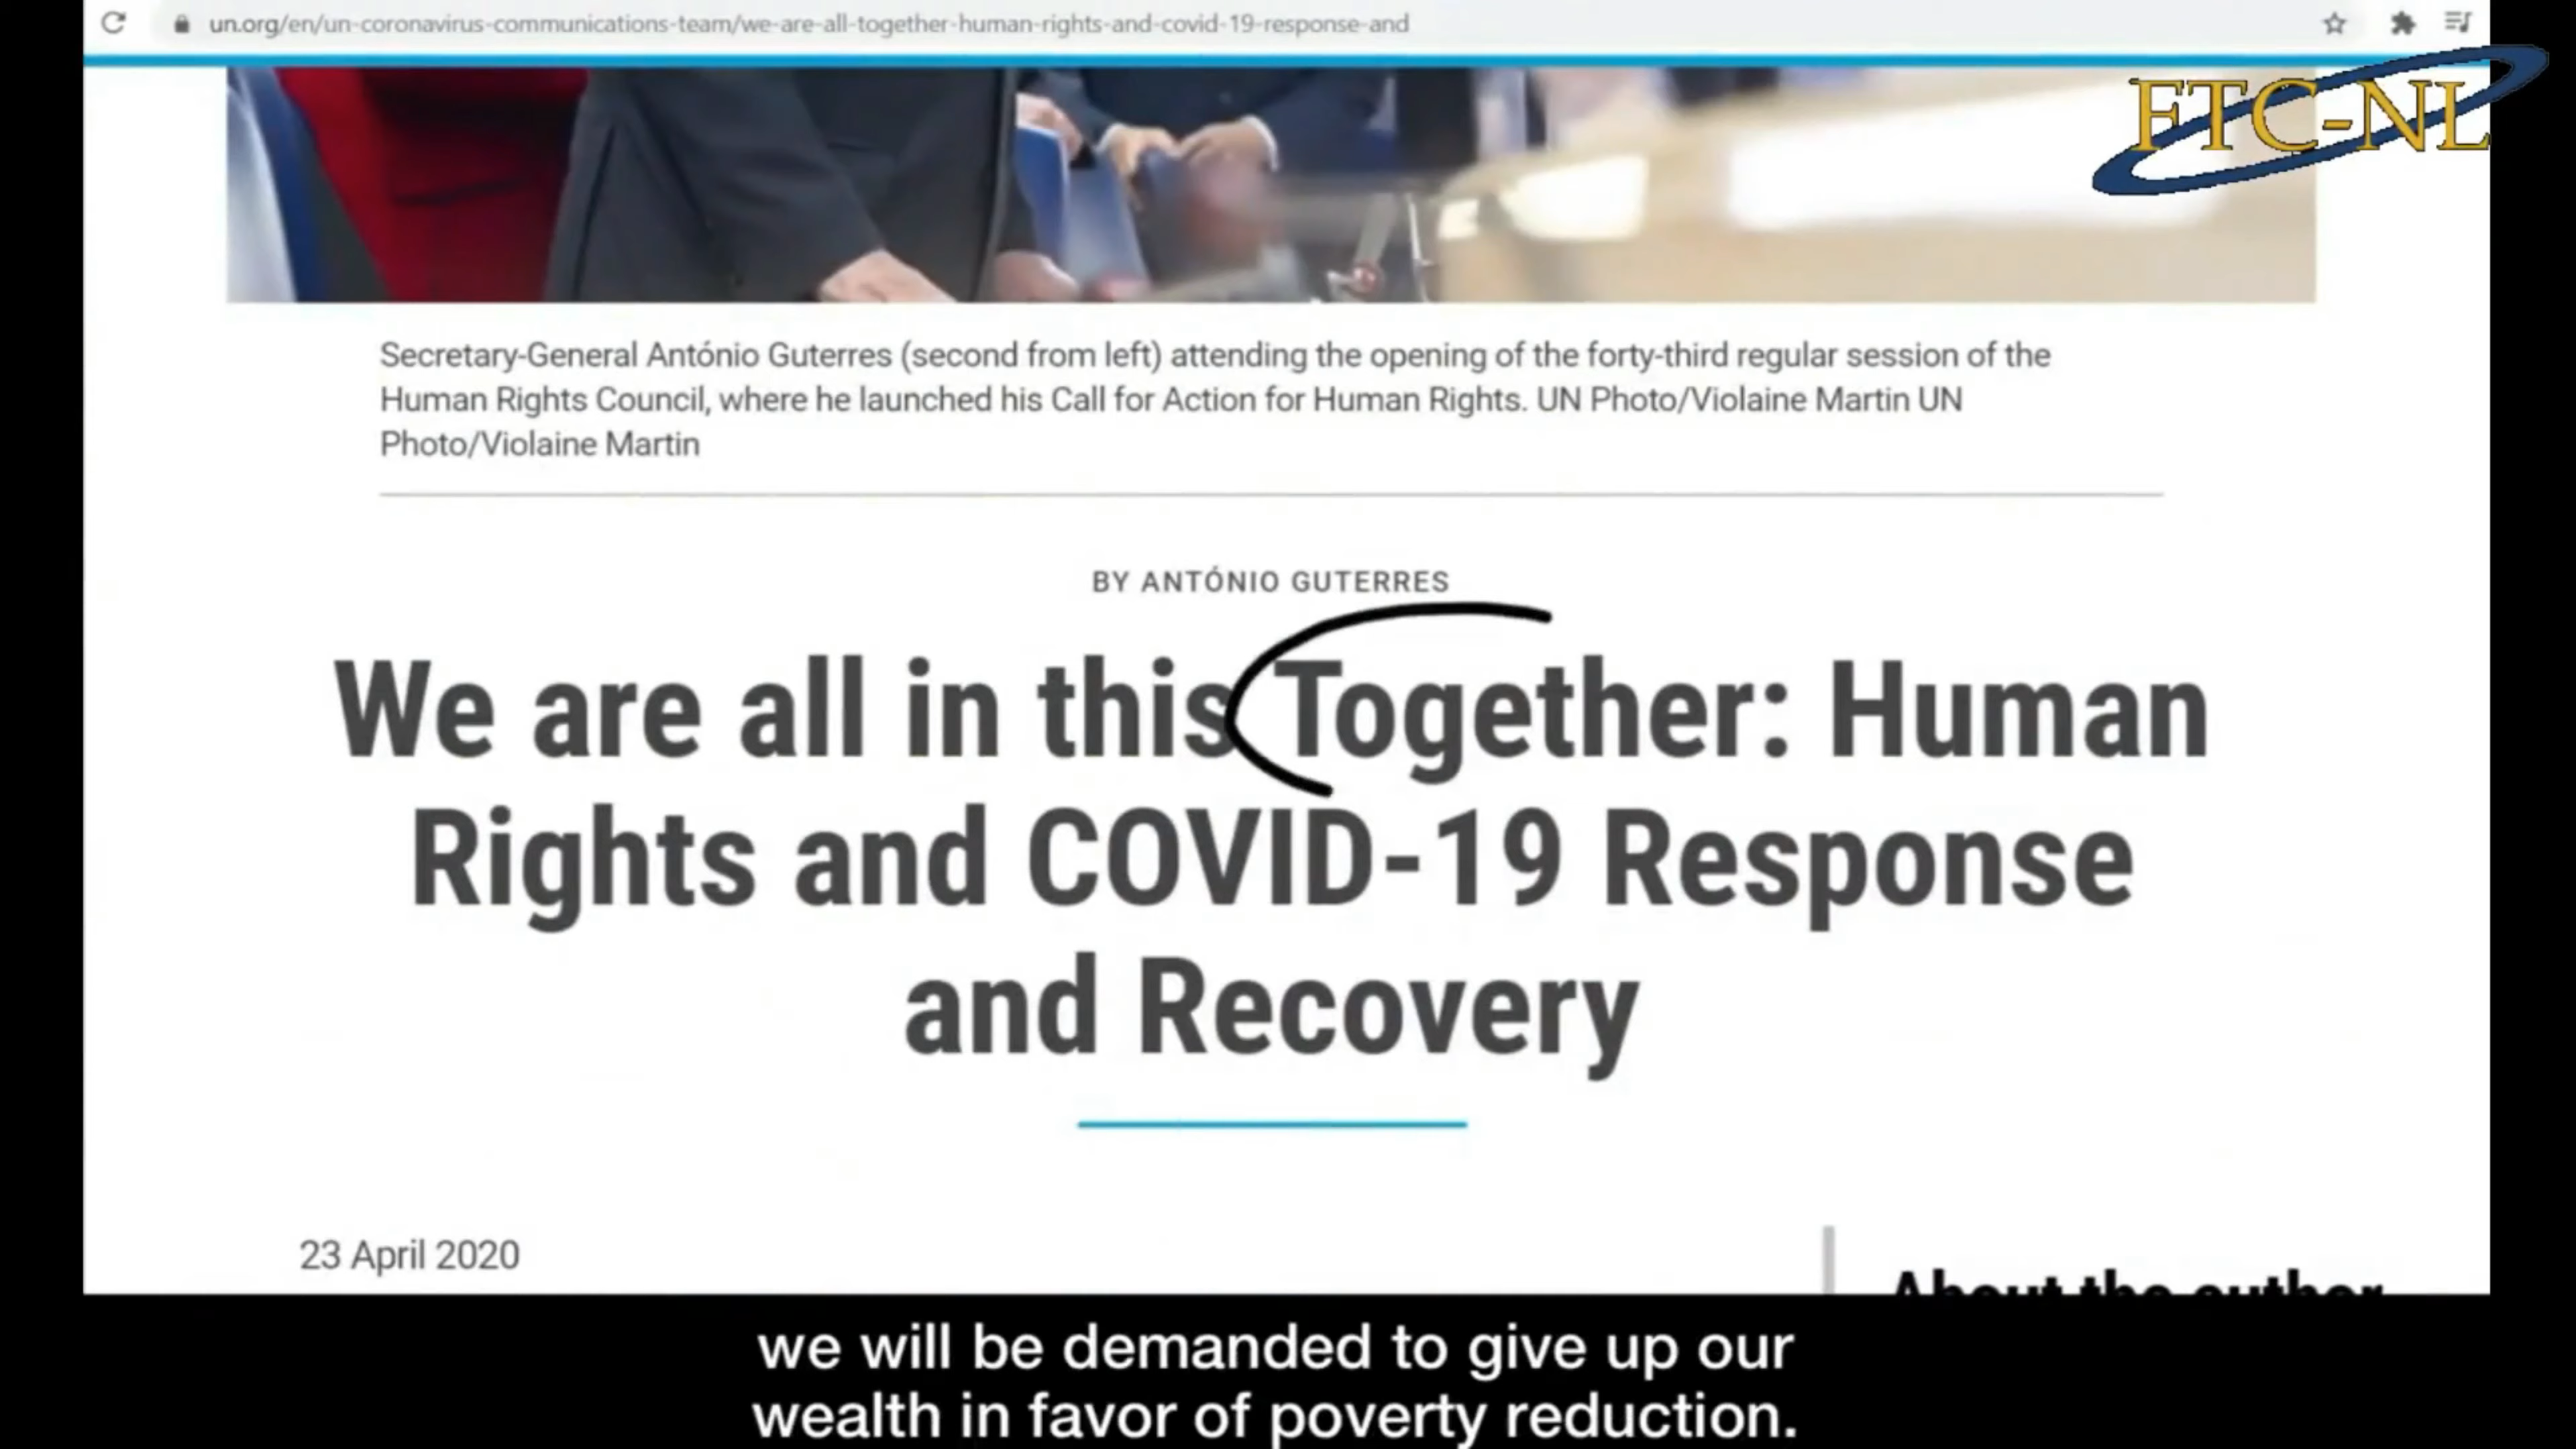 un.org/en/un-coronavirus-communications-team/we-are-all-together-human-rights-and-covid-19-response-and
FTC-NL
Secretary-General António Guterres (second from left) attending the opening of the forty-third regular session of the
Human Rights Council, where he launched his Call for Action for Human Rights. UN Photo/Violaine Martin UN
Photo/Violaine Martin
BY ANTÓNIO GUTERRES
We are all in this Together: Human
Rights and COVID-19 Response
and Recovery
23 April 2020
About the author
we will be demanded to give up our
wealth in favor of poverty reduction.